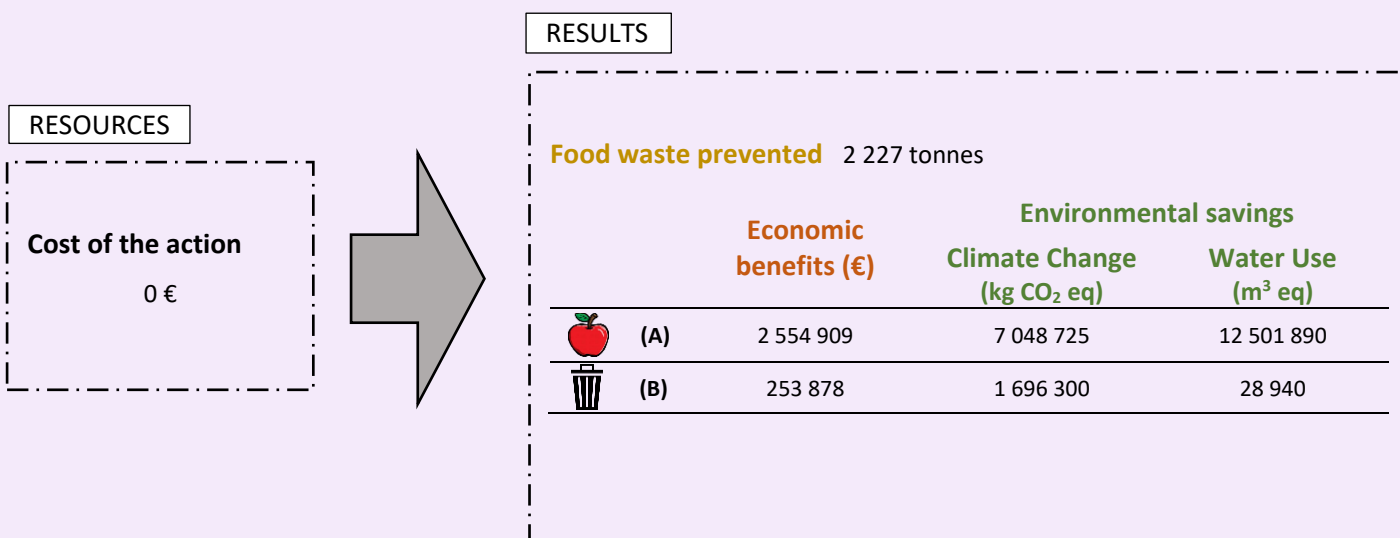 RESULTS
RESOURCES
Cost of the action
0 €
Food waste prevented 2 227 tonnes
Economic
benefits (€)
Environmental savings
Climate Change
(kg CO₂ eq)
Water Use
(m³ eq)
(A) 2 554 909 7 048 725 12 501 890
(B) 253 878 1 696 300 28 940